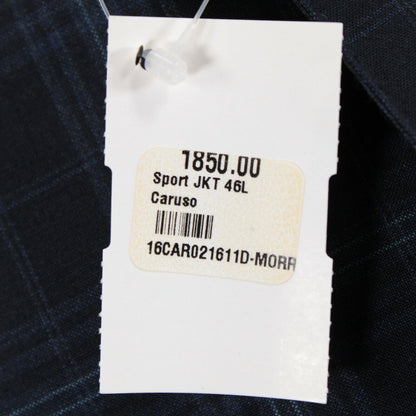 1850.00
Sport JKT 46L
Caruso
16CAR021611D-MORR